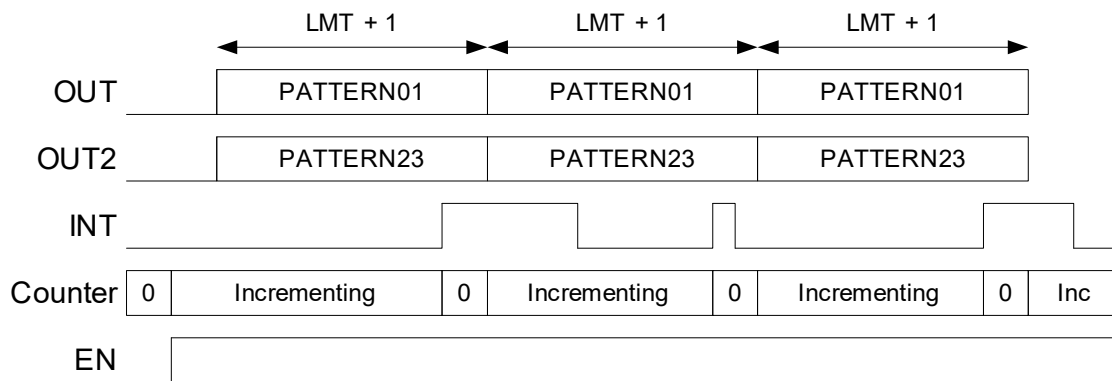 LMT + 1 LMT + 1 LMT + 1
OUT PATTERN01 PATTERN01 PATTERN01
OUT2 PATTERN23 PATTERN23 PATTERN23
INT
Counter 0 Incrementing 0 Incrementing 0 Incrementing 0 Inc
EN